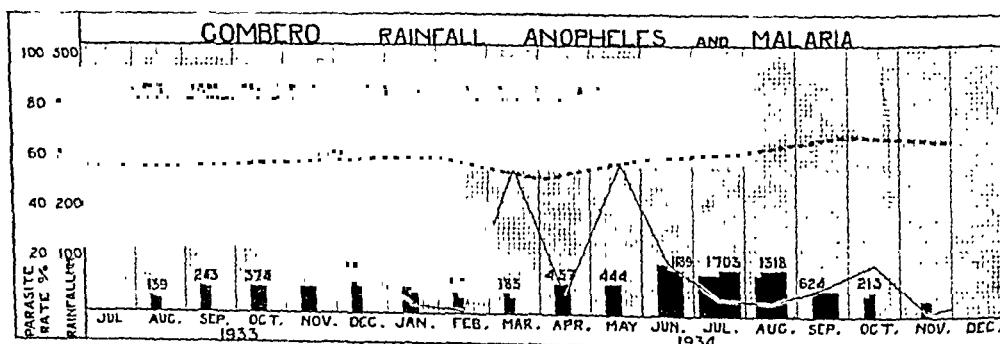 GOMBERO RAINFALL ANOPHELES AND MALARIA
100 300
80
60
40 200
20 100
PARASITE RATE %
RAINFALL
139 243 374 185 457 444 1703 1318 624 213
JUL AUG. SEP. OCT. NOV. DEC. JAN. FEB. MAR. APR. MAY JUN. JUL. AUG. SEP. OCT. NOV. DEC.
1933 1934